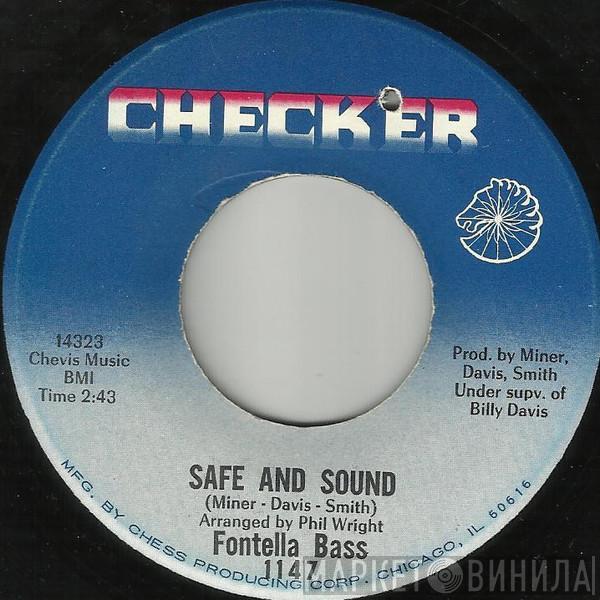 CHECKER
14323
Chevis Music
BMI
Time 2:43
Prod. by Miner,
Davis, Smith
Under supv. of
Billy Davis
SAFE AND SOUND
(Miner - Davis - Smith)
Arranged by Phil Wright
Fontella Bass
1147
MFG. BY CHESS PRODUCING CORP. CHICAGO, IL 60616
МАРКЕТ ВИНИЛА